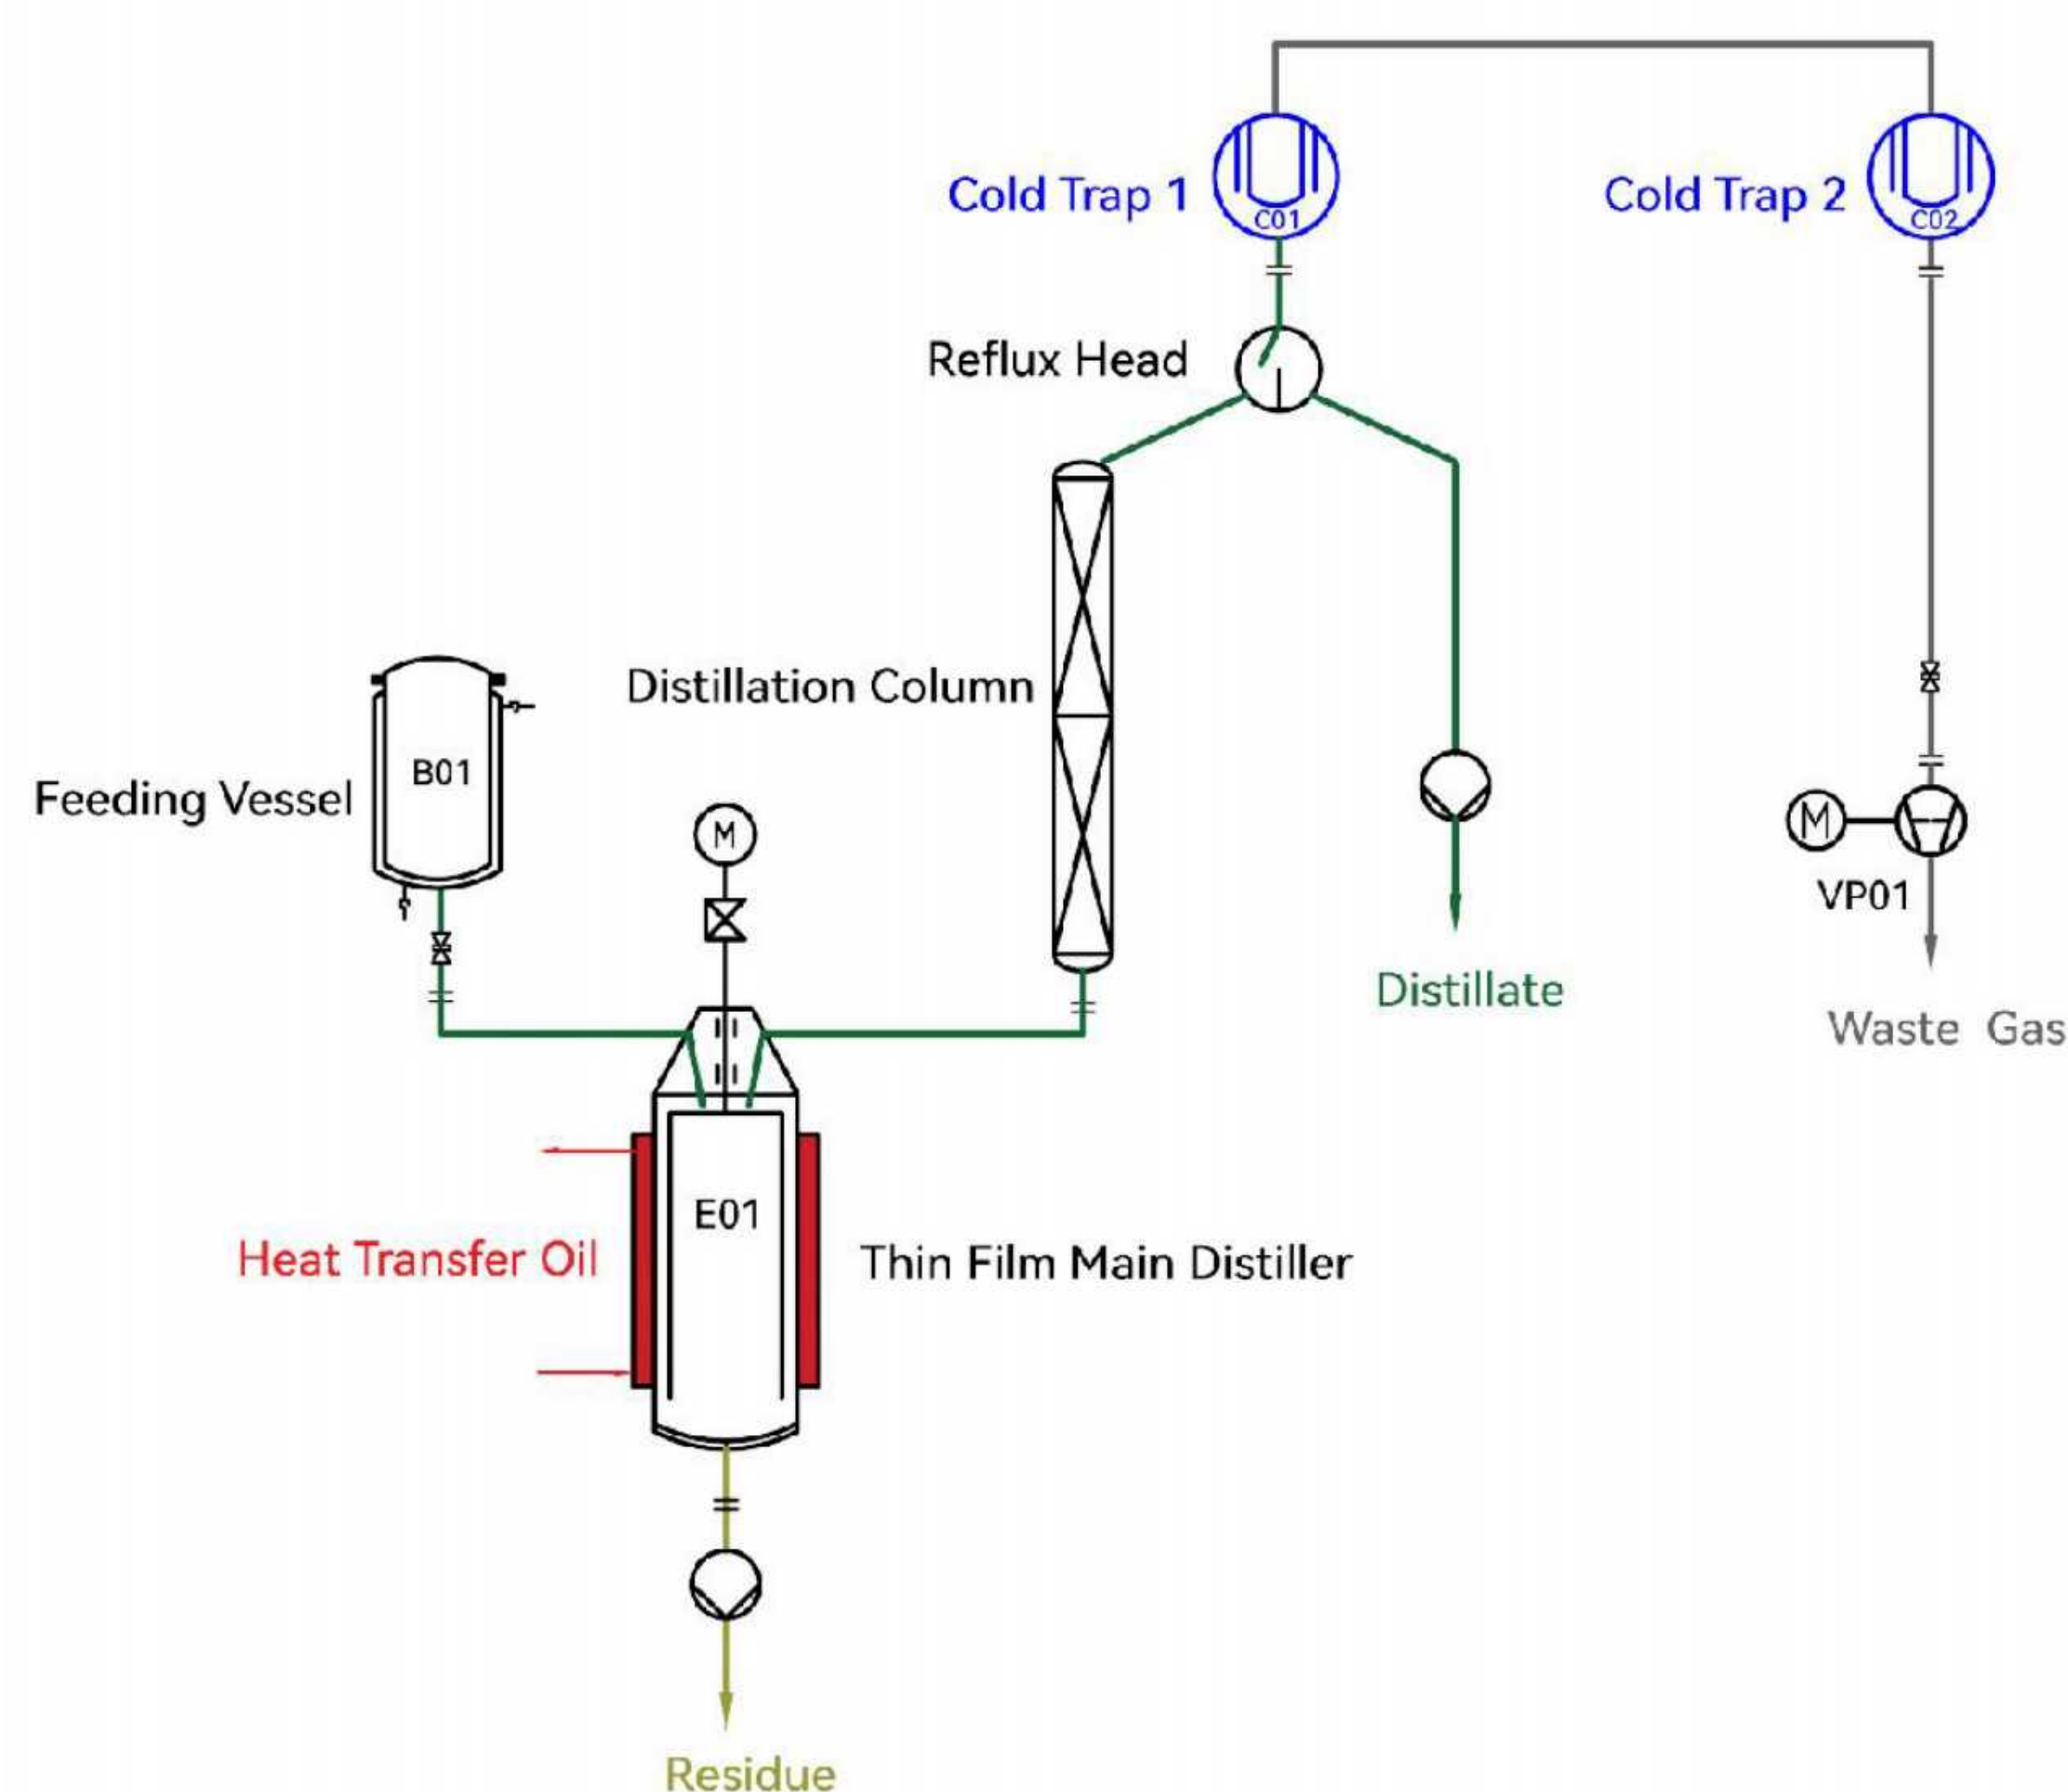 Cold Trap 1
C01
Cold Trap 2
C02
Reflux Head
Distillation Column
B01
Feeding Vessel
M
M
VP01
Distillate
Waste Gas
E01
Heat Transfer Oil
Thin Film Main Distiller
Residue